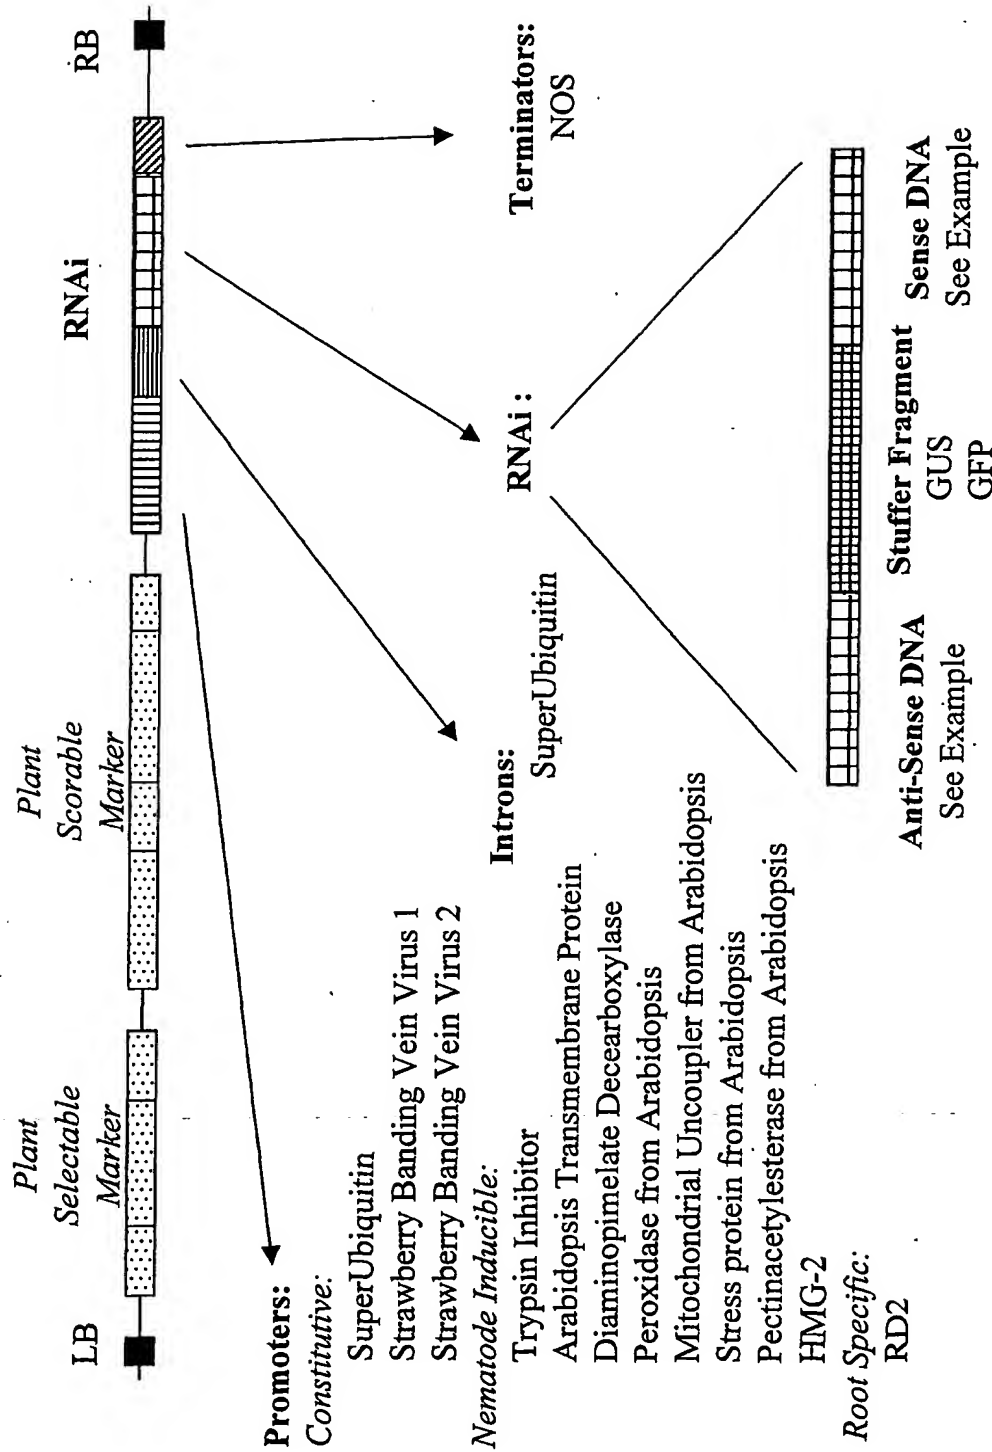 LB
Plant
Selectable
Marker
Plant
Scorable
Marker
RNAi
RB
Promoters:
Constitutive:
SuperUbiquitin
Strawberry Banding Vein Virus 1
Strawberry Banding Vein Virus 2
Nematode Inducible:
Trypsin Inhibitor
Arabidopsis Transmembrane Protein
Diaminopimelate Decearboxylase
Peroxidase from Arabidopsis
Mitochondrial Uncoupler from Arabidopsis
Stress protein from Arabidopsis
Pectinacetylesterase from Arabidopsis
HMG-2
Root Specific:
RD2
Introns:
SuperUbiquitin
RNAi :
Terminators:
NOS
Anti-Sense DNA
See Example
Stuffer Fragment
GUS
GFP
Sense DNA
See Example